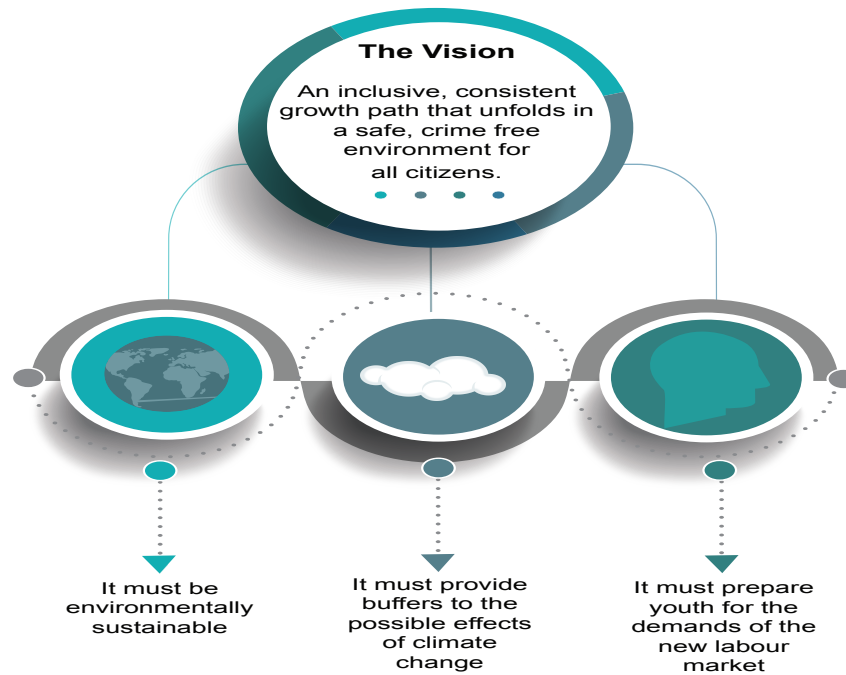 The Vision
An inclusive, consistent
growth path that unfolds in
a safe, crime free
environment for
all citizens.
It must be
environmentally
sustainable
It must provide
buffers to the
possible effects
of climate
change
It must prepare
youth for the
demands of the
new labour
market